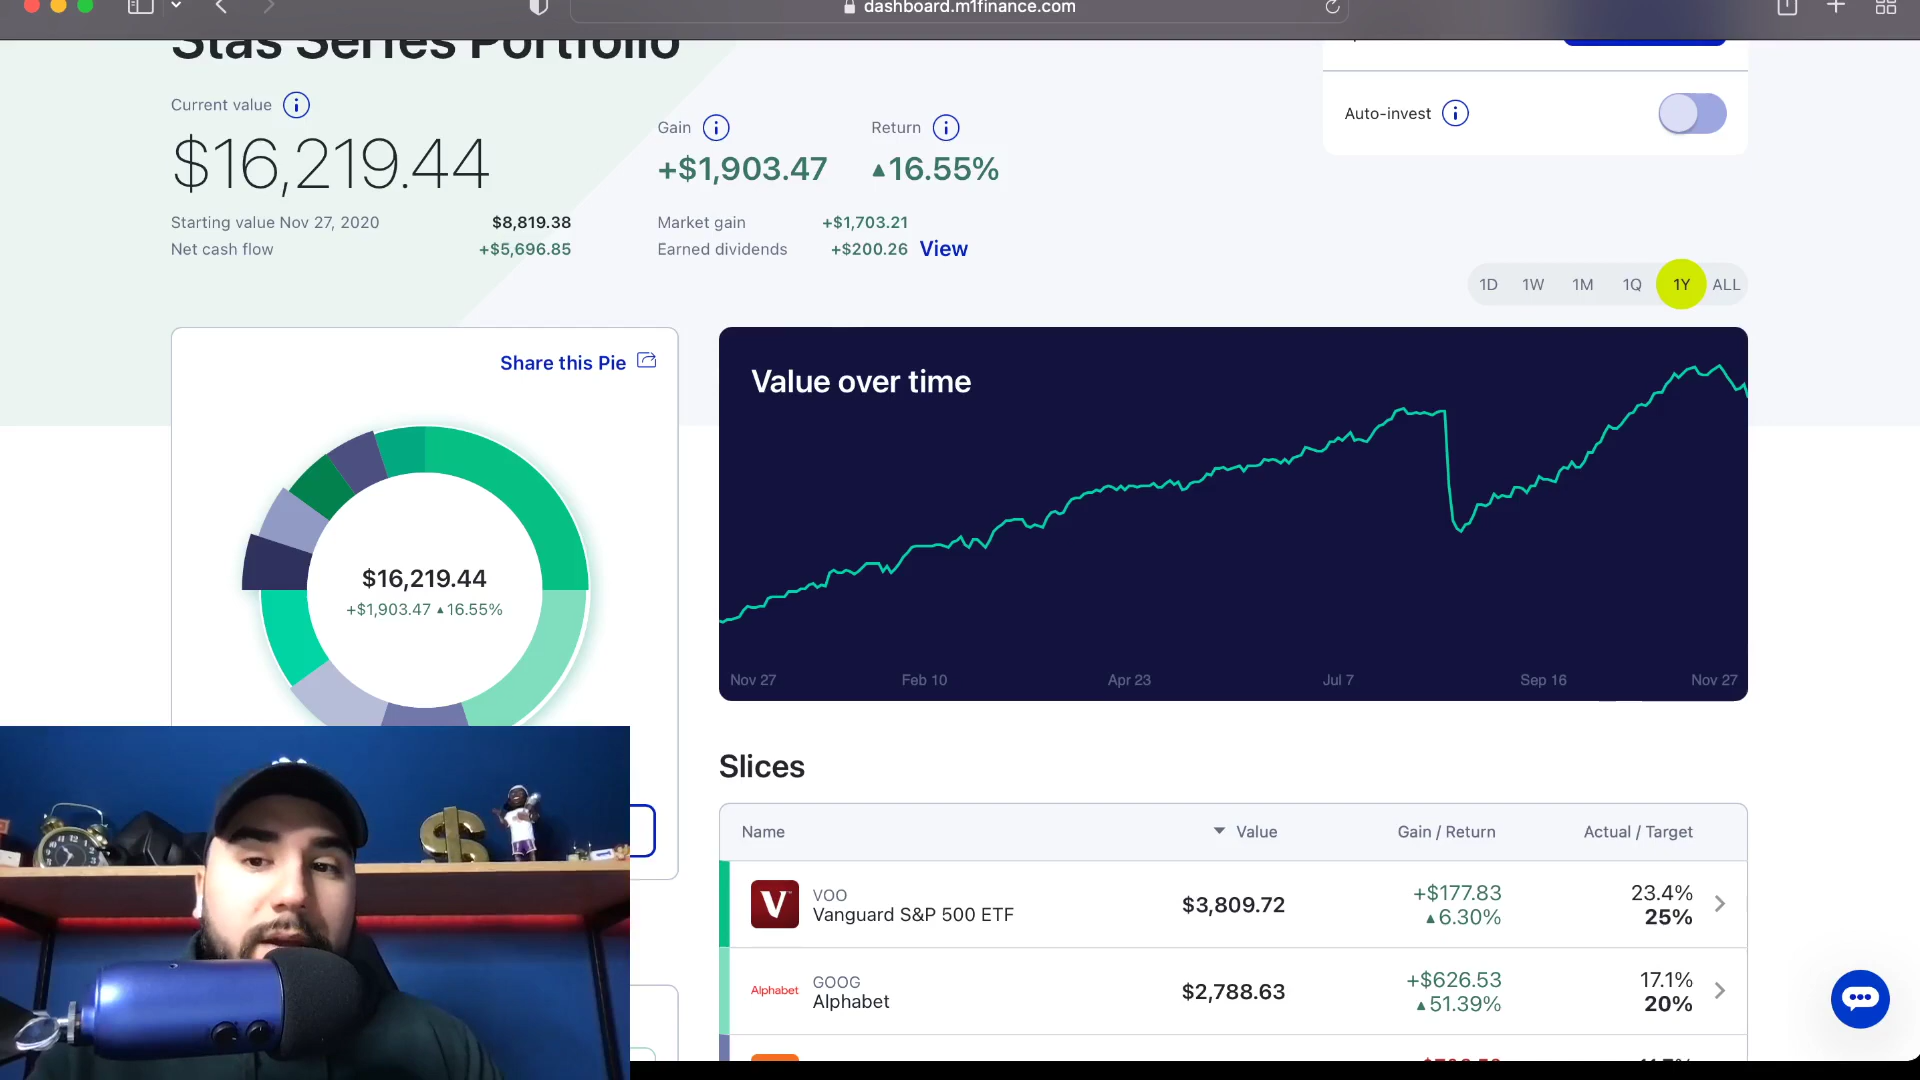 dashboard.m1finance.com
Stas Series Portfolio
Current value
$16,219.44
Starting value Nov 27, 2020 $8,819.38
Net cash flow +$5,696.85
Gain Return
+$1,903.47 ▲16.55%
Market gain +$1,703.21
Earned dividends +$200.26 View
Auto-invest
1D 1W 1M 1Q 1Y ALL
Share this Pie
$16,219.44
+$1,903.47 ▲16.55%
Value over time
Nov 27 Feb 10 Apr 23 Jul 7 Sep 16 Nov 27
Slices
Name Value Gain / Return Actual / Target
V
VOO
Vanguard S&P 500 ETF
$3,809.72
+$177.83
▲6.30%
23.4%
25%
Alphabet
GOOG
Alphabet
$2,788.63
+$626.53
▲51.39%
17.1%
20%